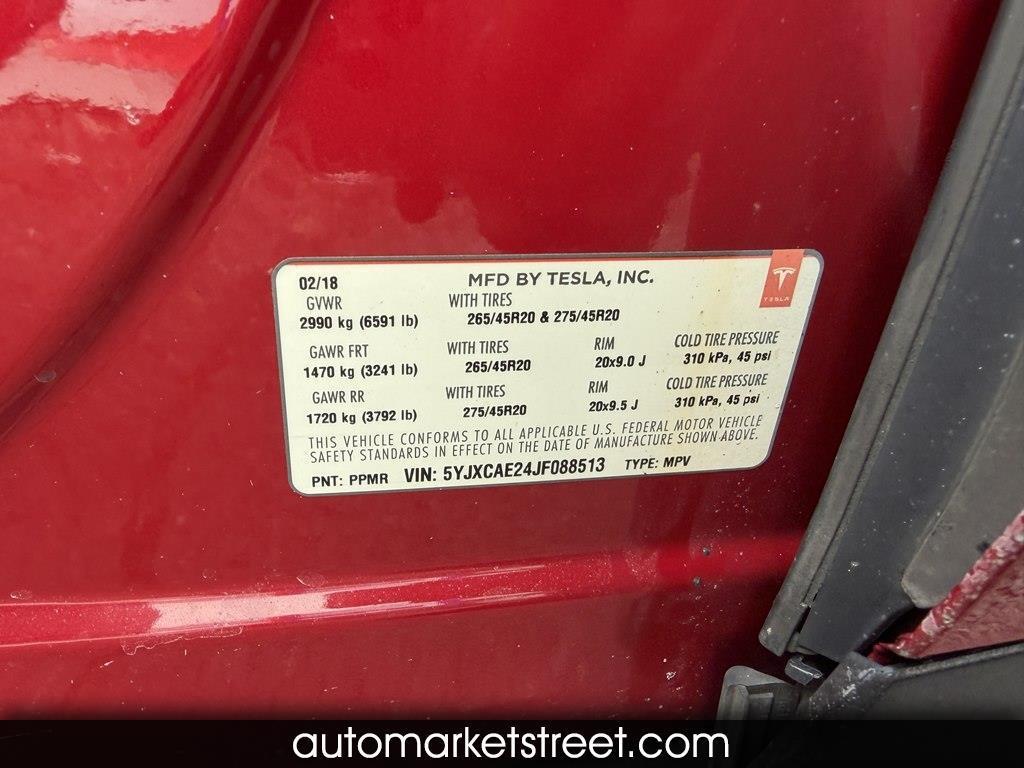 02/18 MFD BY TESLA, INC.
TESLA
GVWR WITH TIRES
2990 kg (6591 lb) 265/45R20 & 275/45R20
GAWR FRT WITH TIRES RIM COLD TIRE PRESSURE
1470 kg (3241 lb) 265/45R20 20x9.0 J 310 kPa, 45 psi
GAWR RR WITH TIRES RIM COLD TIRE PRESSURE
1720 kg (3792 lb) 275/45R20 20x9.5 J 310 kPa, 45 psi
THIS VEHICLE CONFORMS TO ALL APPLICABLE U.S. FEDERAL MOTOR VEHICLE
SAFETY STANDARDS IN EFFECT ON THE DATE OF MANUFACTURE SHOWN ABOVE.
PNT: PPMR VIN: 5YJXCAE24JF088513 TYPE: MPV
automarketstreet.com